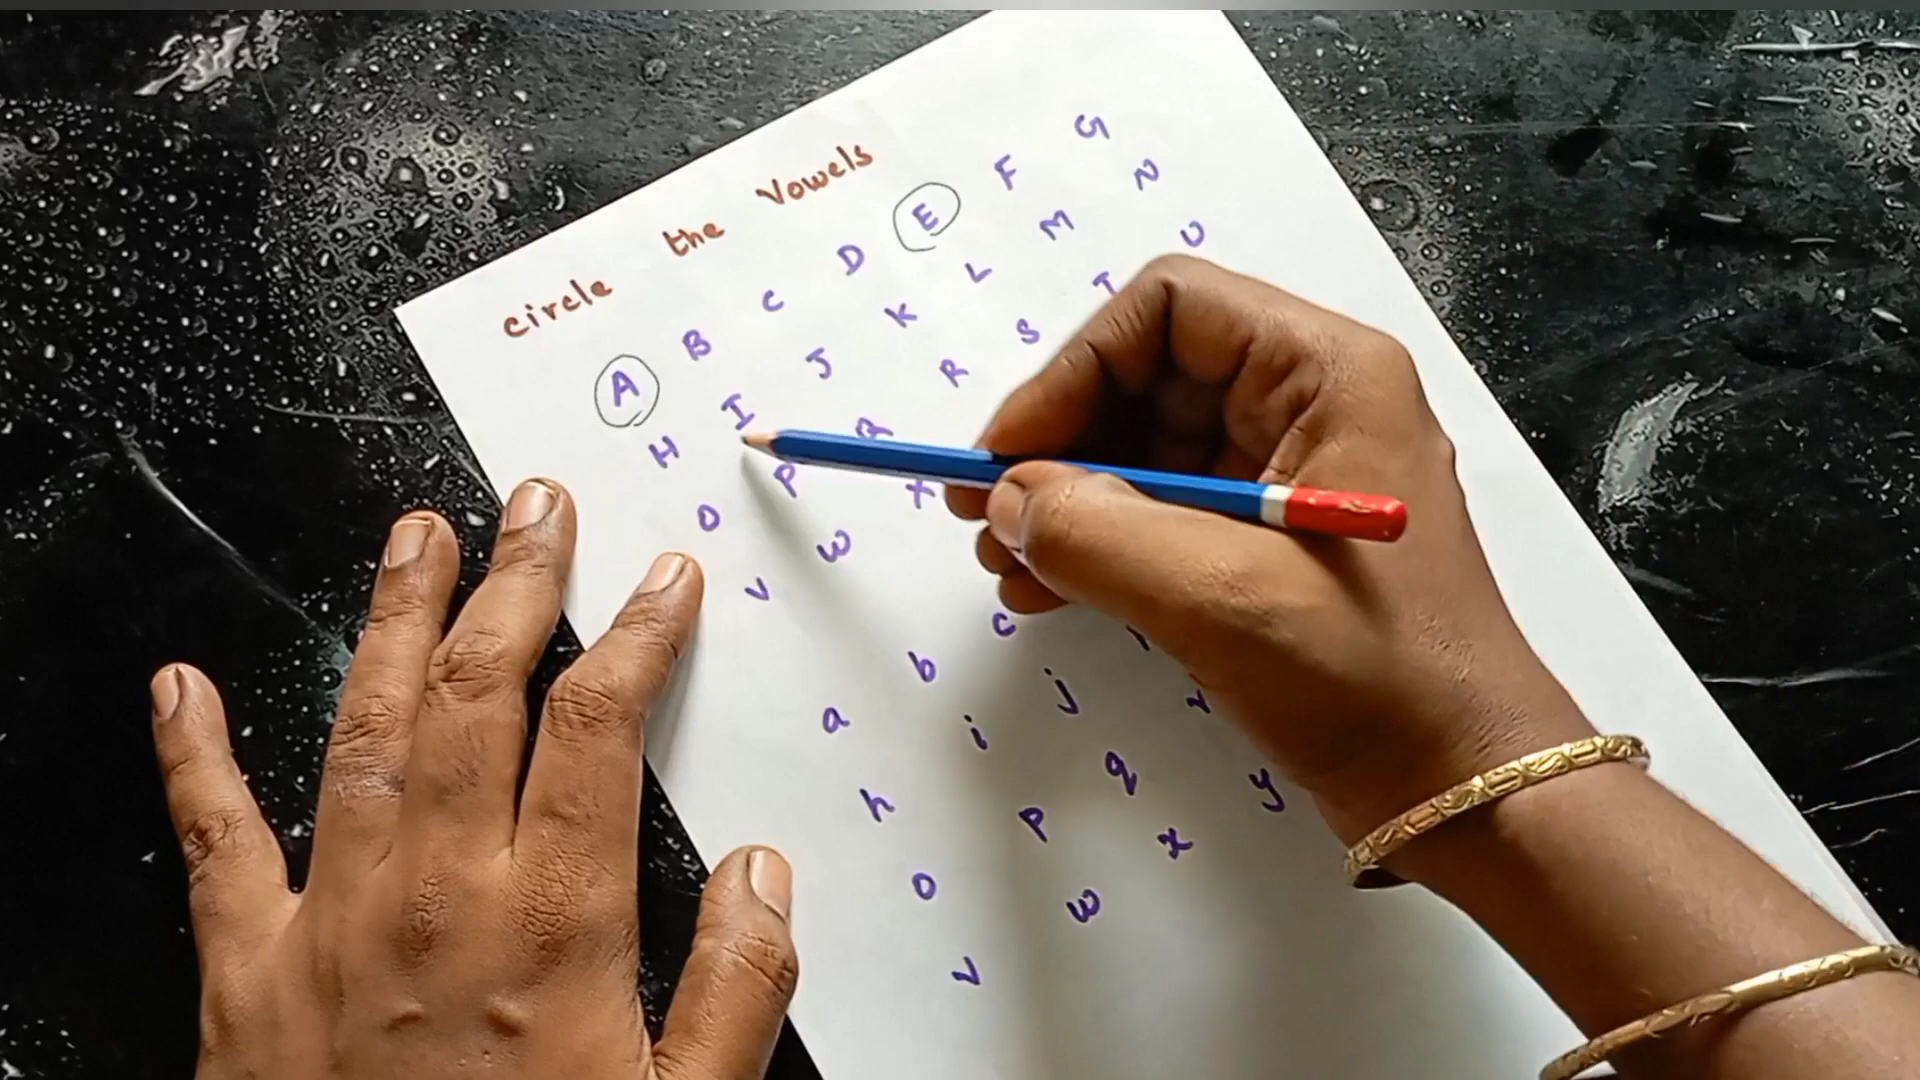 circle the Vowels
A B C D E F G
H I J K L M N
O P Q R S T U
V W X
a b c
h i j
o p q r
v w x y